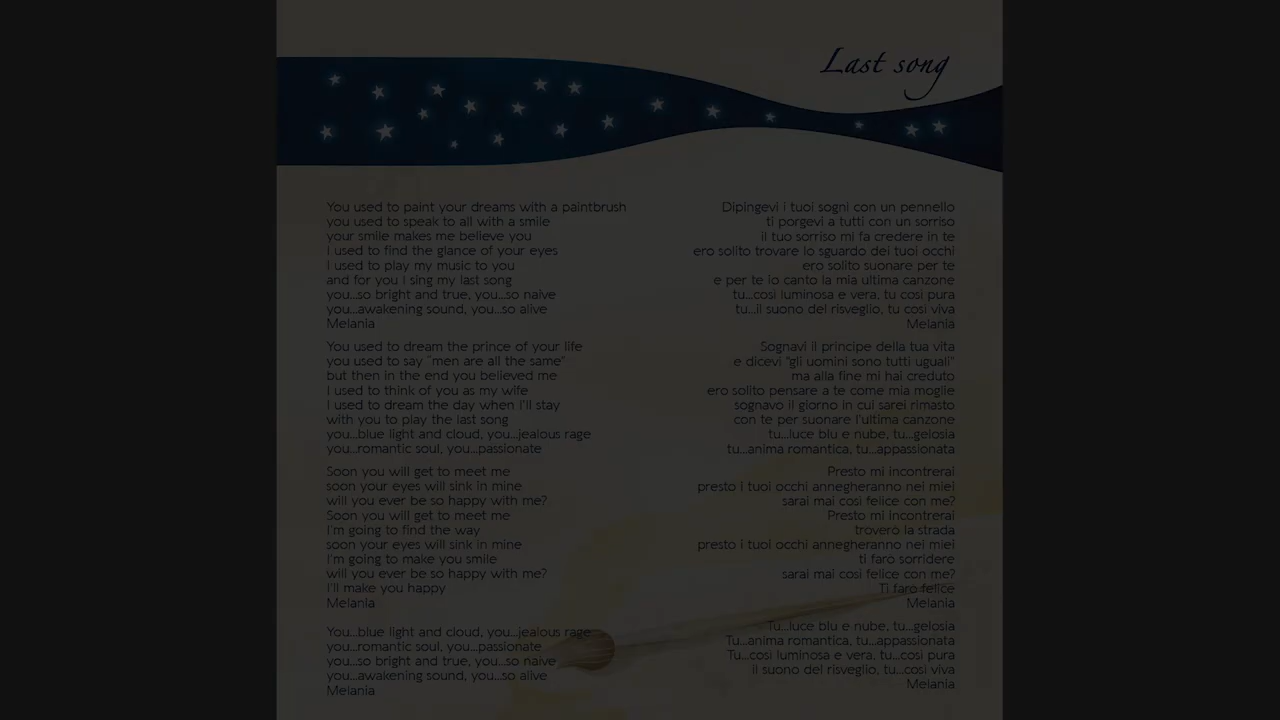 Last song
You used to paint your dreams with a paintbrush
you used to speak to all with a smile
your smile makes me believe you
I used to find the glance of your eyes
I used to play my music to you
and for you I sing my last song
you...so bright and true, you...so naive
you...awakening sound, you...so alive
Melania
You used to dream the prince of your life
you used to say "men are all the same"
but then in the end you believed me
I used to think of you as my wife
I used to dream the day when I'll stay
with you to play the last song
you...blue light and cloud, you...jealous rage
you...romantic soul, you...passionate
Soon you will get to meet me
soon your eyes will sink in mine
will you ever be so happy with me?
Soon you will get to meet me
I'm going to find the way
soon your eyes will sink in mine
I'm going to make you smile
will you ever be so happy with me?
I'll make you happy
Melania
You...blue light and cloud, you...jealous rage
you...romantic soul, you...passionate
you...so bright and true, you...so naive
you...awakening sound, you...so alive
Melania
Dipingevi i tuoi sogni con un pennello
ti porgevi a tutti con un sorriso
il tuo sorriso mi fa credere in te
ero solito trovare lo sguardo dei tuoi occhi
ero solito suonare per te
e per te io canto la mia ultima canzone
tu...così luminosa e vera, tu così pura
tu...il suono del risveglio, tu così viva
Melania
Sognavi il principe della tua vita
e dicevi "gli uomini sono tutti uguali"
ma alla fine mi hai creduto
ero solito pensare a te come mia moglie
sognavo il giorno in cui sarei rimasto
con te per suonare l'ultima canzone
tu...luce blu e nube, tu...gelosia
tu...anima romantica, tu...appassionata
Presto mi incontrerai
presto i tuoi occhi annegheranno nei miei
sarai mai così felice con me?
Presto mi incontrerai
troverò la strada
presto i tuoi occhi annegheranno nei miei
ti farò sorridere
sarai mai così felice con me?
Ti farò felice
Melania
Tu...luce blu e nube, tu...gelosia
Tu...anima romantica, tu...appassionata
Tu...così luminosa e vera, tu...così pura
il suono del risveglio, tu...così viva
Melania